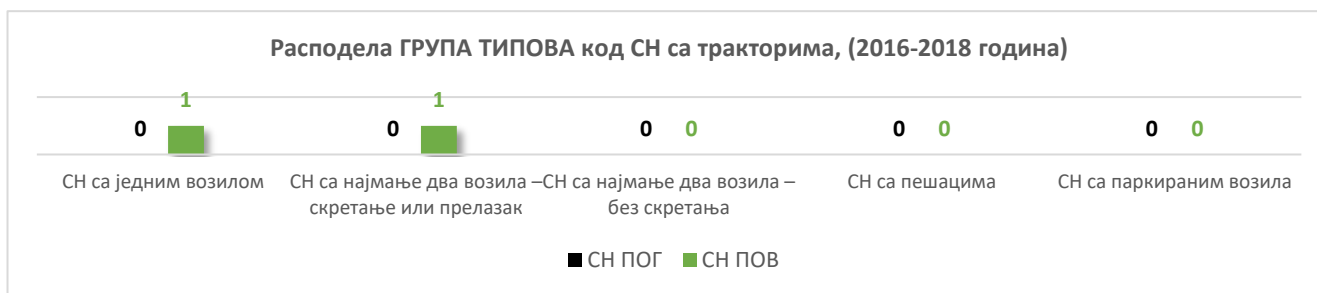 Расподела ГРУПА ТИПОВА код СН са тракторима, (2016-2018 година)
0 1 0 1 0 0 0 0 0 0
СН са једним возилом
СН са најмање два возила –
скретање или прелазак
СН са најмање два возила –
без скретања
СН са пешацима
СН са паркираним возила
СН ПОГ СН ПОВ